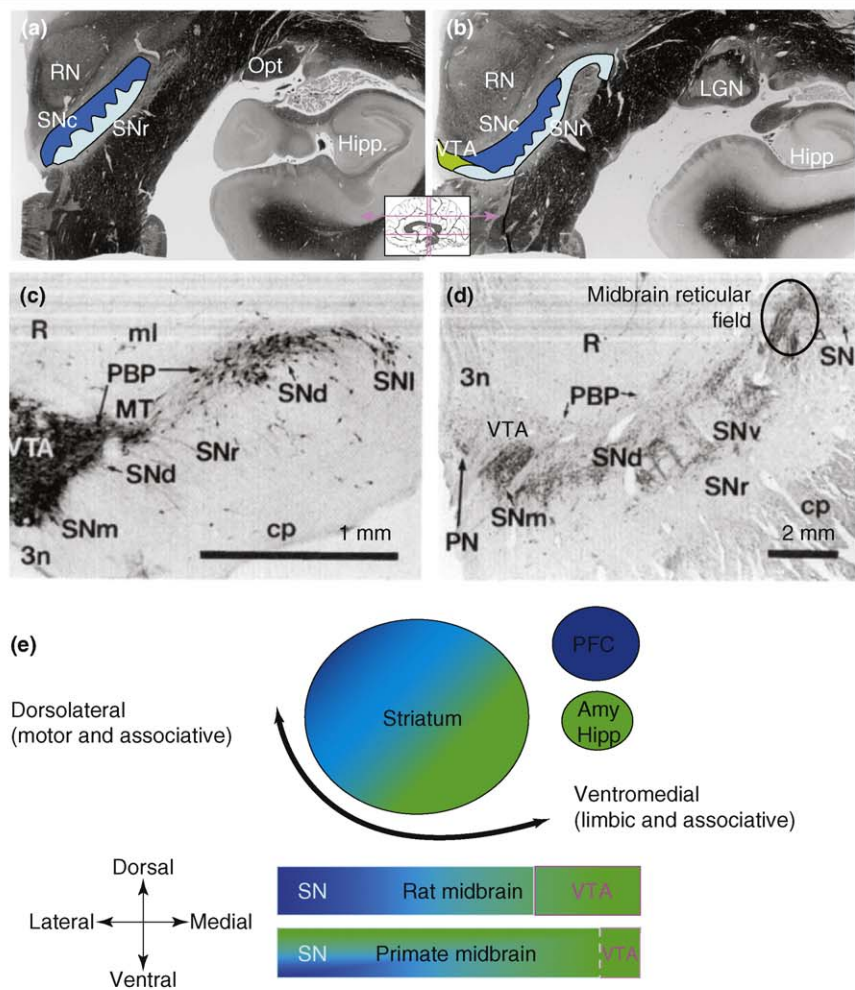 (a)
RN
Opt
SNc
SNr
Hipp.
(b)
RN
LGN
SNc
SNr
VTA
Hipp
(c)
R
ml
PBP
MT
SNd
SNl
VTA
SNr
SNd
SNm
cp
1 mm
3n
(d)
Midbrain reticular
field
R
SN
3n
PBP
VTA
SNv
SNd
SNr
SNm
cp
PN
2 mm
(e)
PFC
Striatum
Amy
Hipp
Dorsolateral
(motor and associative)
Ventromedial
(limbic and associative)
Dorsal
Lateral
Medial
Ventral
SN
Rat midbrain
VTA
SN
Primate midbrain
VTA